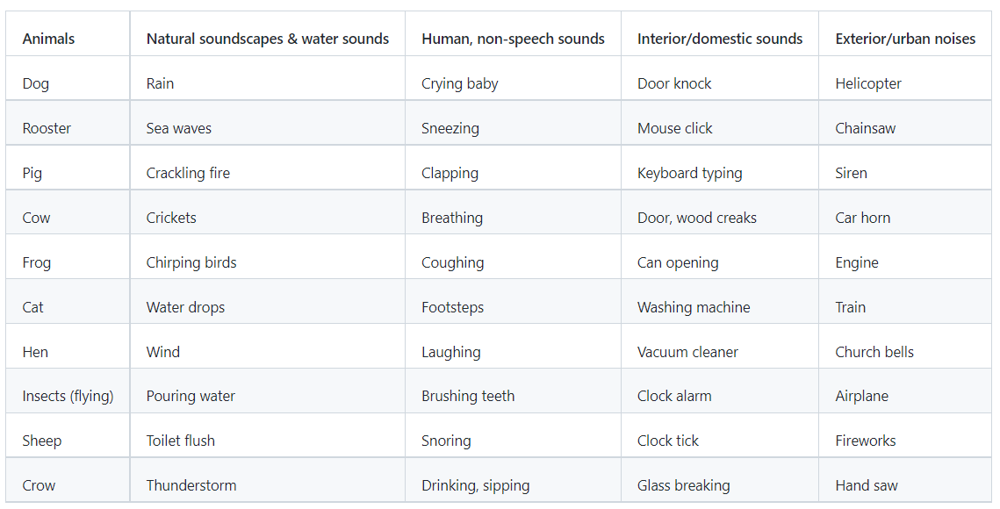 Animals Natural soundscapes & water sounds Human, non-speech sounds Interior/domestic sounds Exterior/urban noises
Dog Rain Crying baby Door knock Helicopter
Rooster Sea waves Sneezing Mouse click Chainsaw
Pig Crackling fire Clapping Keyboard typing Siren
Cow Crickets Breathing Door, wood creaks Car horn
Frog Chirping birds Coughing Can opening Engine
Cat Water drops Footsteps Washing machine Train
Hen Wind Laughing Vacuum cleaner Church bells
Insects (flying) Pouring water Brushing teeth Clock alarm Airplane
Sheep Toilet flush Snoring Clock tick Fireworks
Crow Thunderstorm Drinking, sipping Glass breaking Hand saw